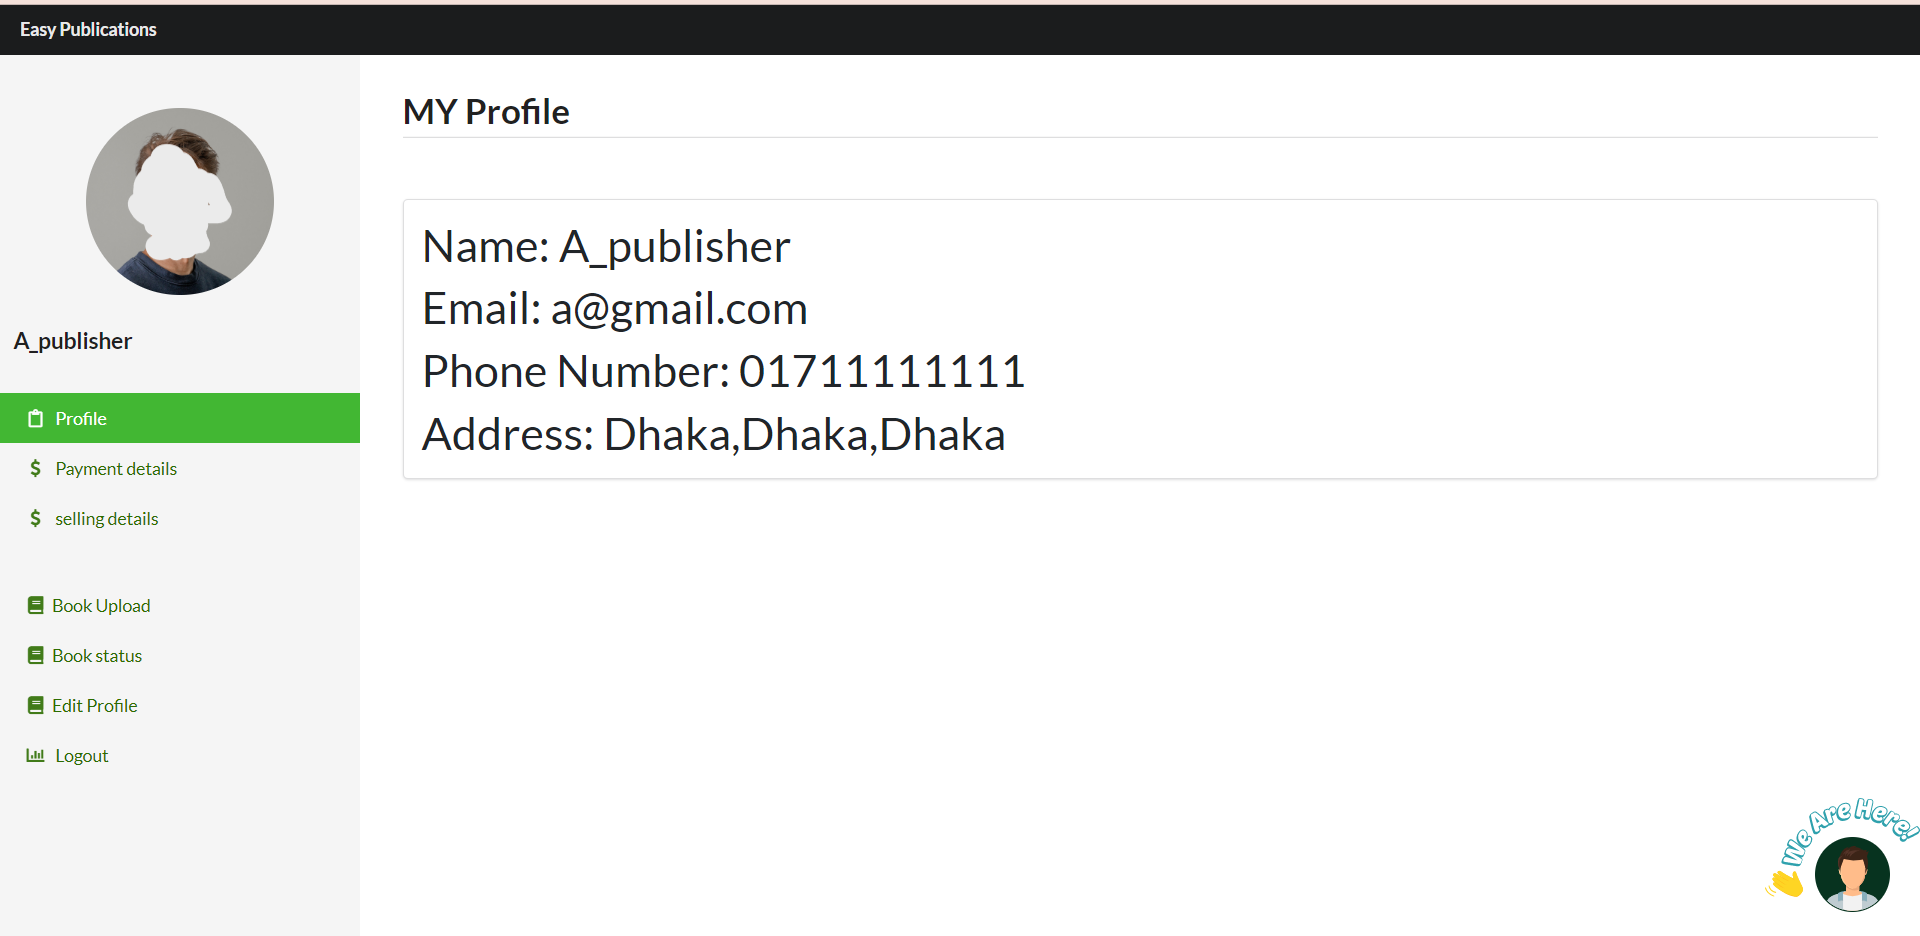 Easy Publications
A_publisher
Profile
Payment details
selling details
Book Upload
Book status
Edit Profile
Logout
MY Profile
Name: A_publisher
Email: a@gmail.com
Phone Number: 01711111111
Address: Dhaka,Dhaka,Dhaka
We Are Here!